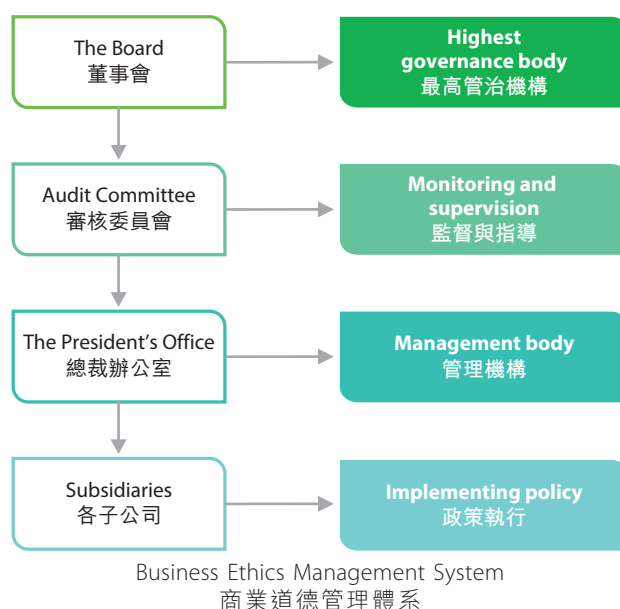 The Board
董事會
Highest
governance body
最高管治機構
Audit Committee
審核委員會
Monitoring and
supervision
監督與指導
The President's Office
總裁辦公室
Management body
管理機構
Subsidiaries
各子公司
Implementing policy
政策執行
Business Ethics Management System
商業道德管理體系